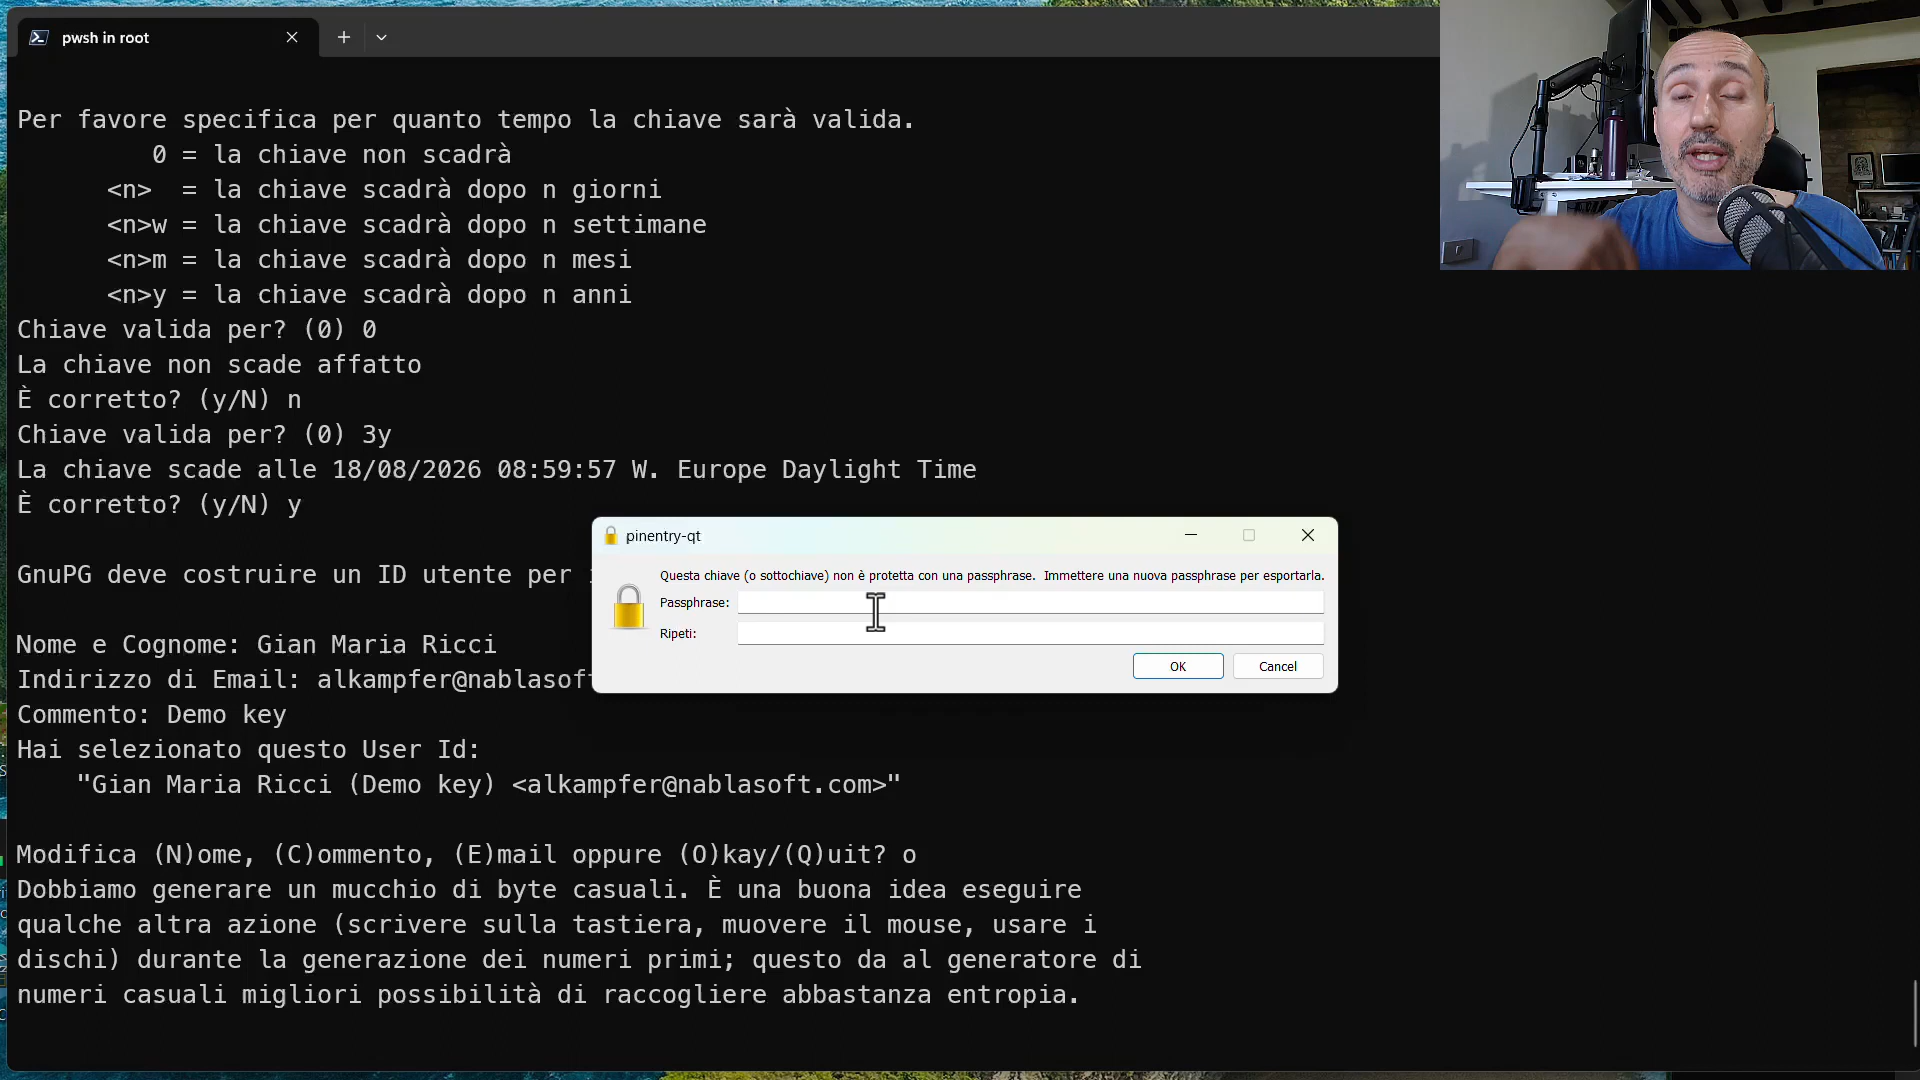 pwsh in root
Per favore specifica per quanto tempo la chiave sarà valida.
0 = la chiave non scadrà
<n>  = la chiave scadrà dopo n giorni
<n>w = la chiave scadrà dopo n settimane
<n>m = la chiave scadrà dopo n mesi
<n>y = la chiave scadrà dopo n anni
Chiave valida per? (0) 0
La chiave non scade affatto
È corretto? (y/N) n
Chiave valida per? (0) 3y
La chiave scade alle 18/08/2026 08:59:57 W. Europe Daylight Time
È corretto? (y/N) y
GnuPG deve costruire un ID utente per
Nome e Cognome: Gian Maria Ricci
Indirizzo di Email: alkampfer@nablasof
Commento: Demo key
Hai selezionato questo User Id:
"Gian Maria Ricci (Demo key) <alkampfer@nablasoft.com>"
Modifica (N)ome, (C)ommento, (E)mail oppure (O)kay/(Q)uit? o
Dobbiamo generare un mucchio di byte casuali. È una buona idea eseguire
qualche altra azione (scrivere sulla tastiera, muovere il mouse, usare i
dischi) durante la generazione dei numeri primi; questo da al generatore di
numeri casuali migliori possibilità di raccogliere abbastanza entropia.
pinentry-qt
Questa chiave (o sottochiave) non è protetta con una passphrase.  Immettere una nuova passphrase per esportarla.
Passphrase:
Ripeti:
OK
Cancel